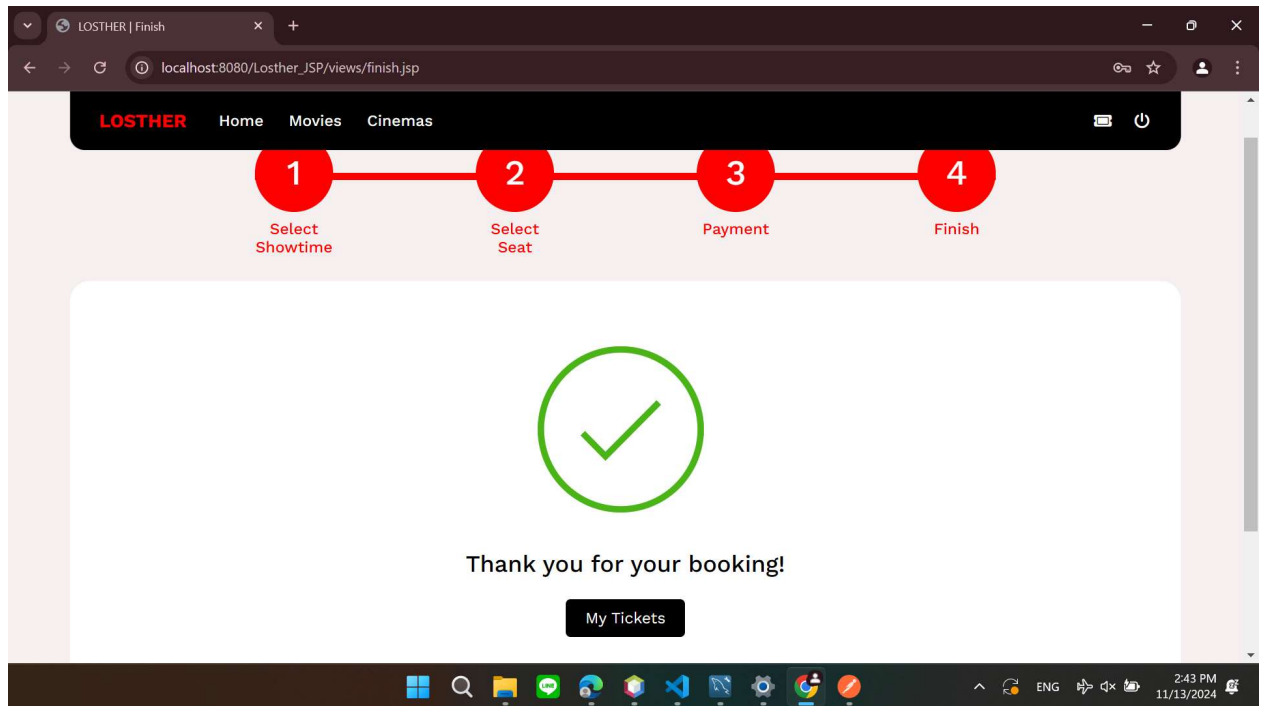 LOSTHER | Finish
localhost:8080/Losther_JSP/views/finish.jsp
LOSTHER Home Movies Cinemas
1 2 3 4
Select Showtime
Select Seat
Payment
Finish
Thank you for your booking!
My Tickets
LINE
ENG
2:43 PM
11/13/2024